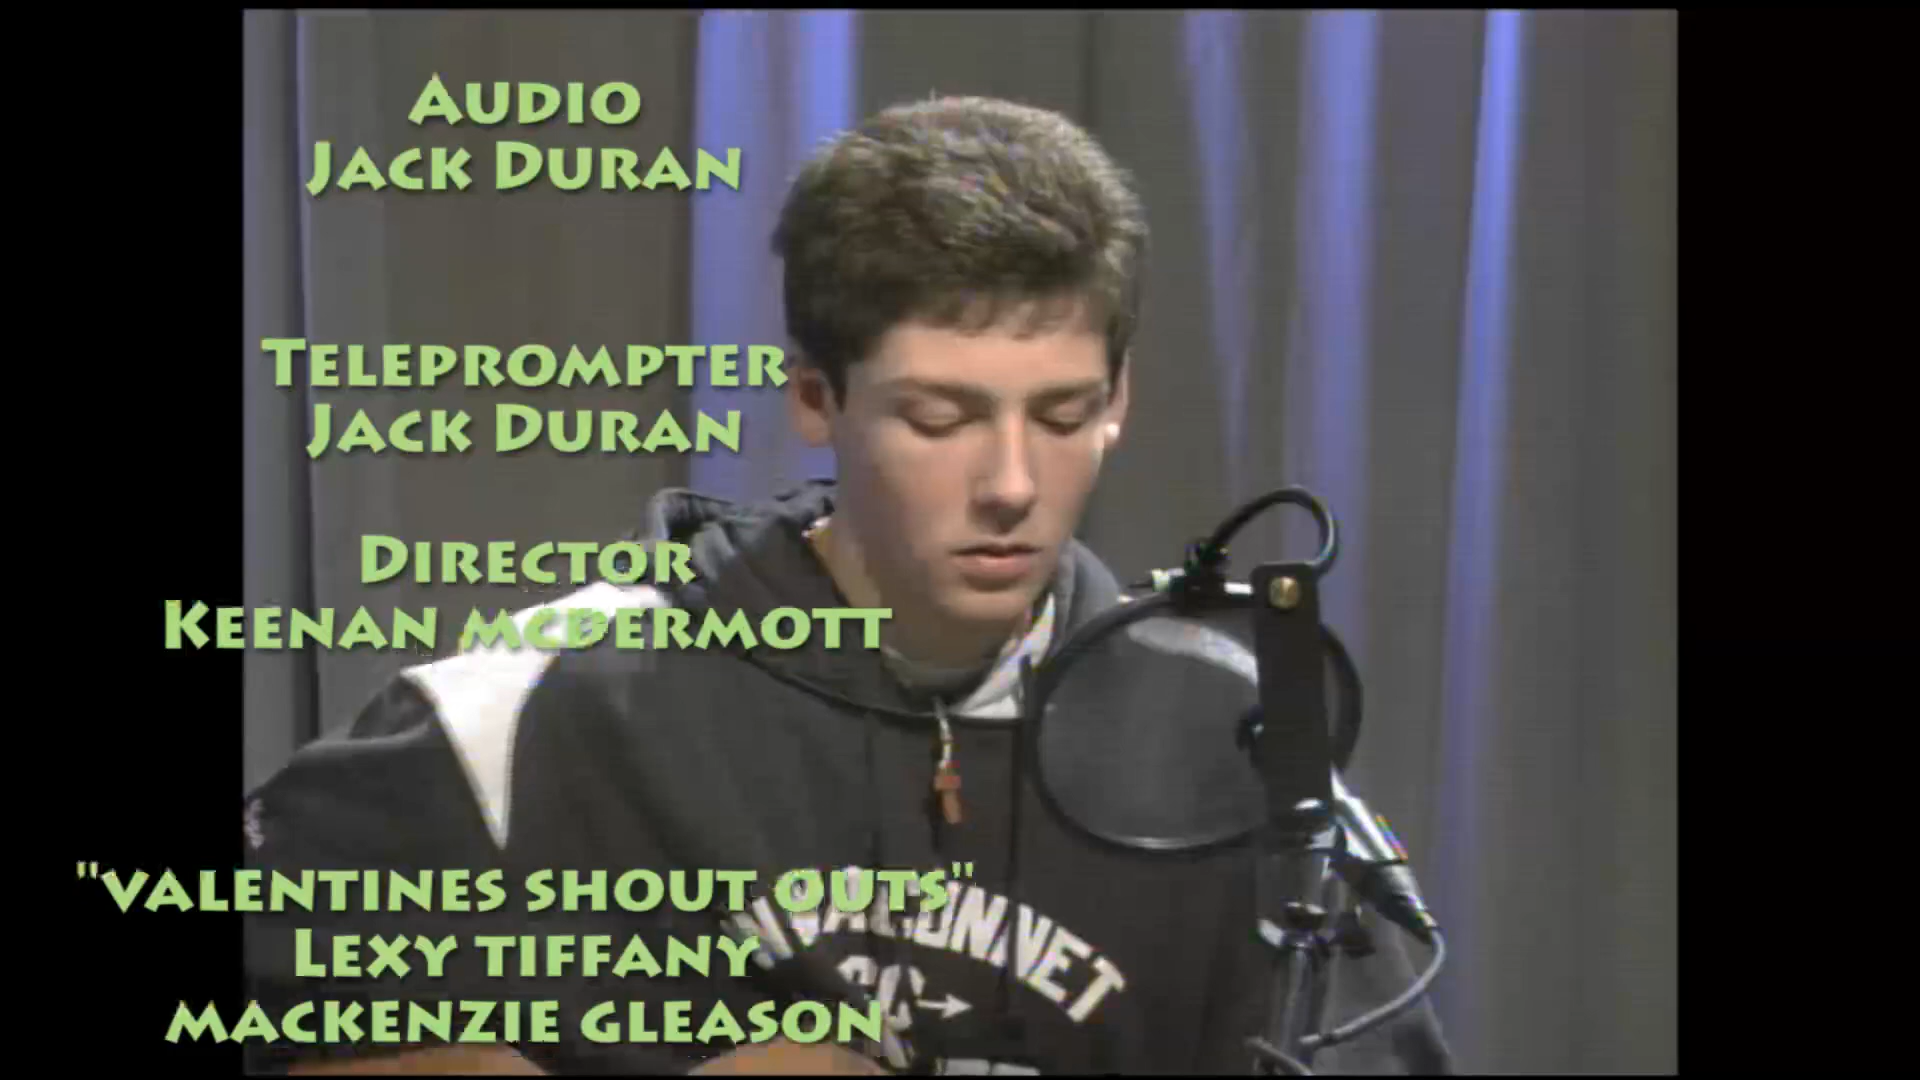 Audio
Jack Duran
Teleprompter
Jack Duran
Director
Keenan mcDermott
"valentines shout outs"
Lexy tiffany
mackenzie gleason